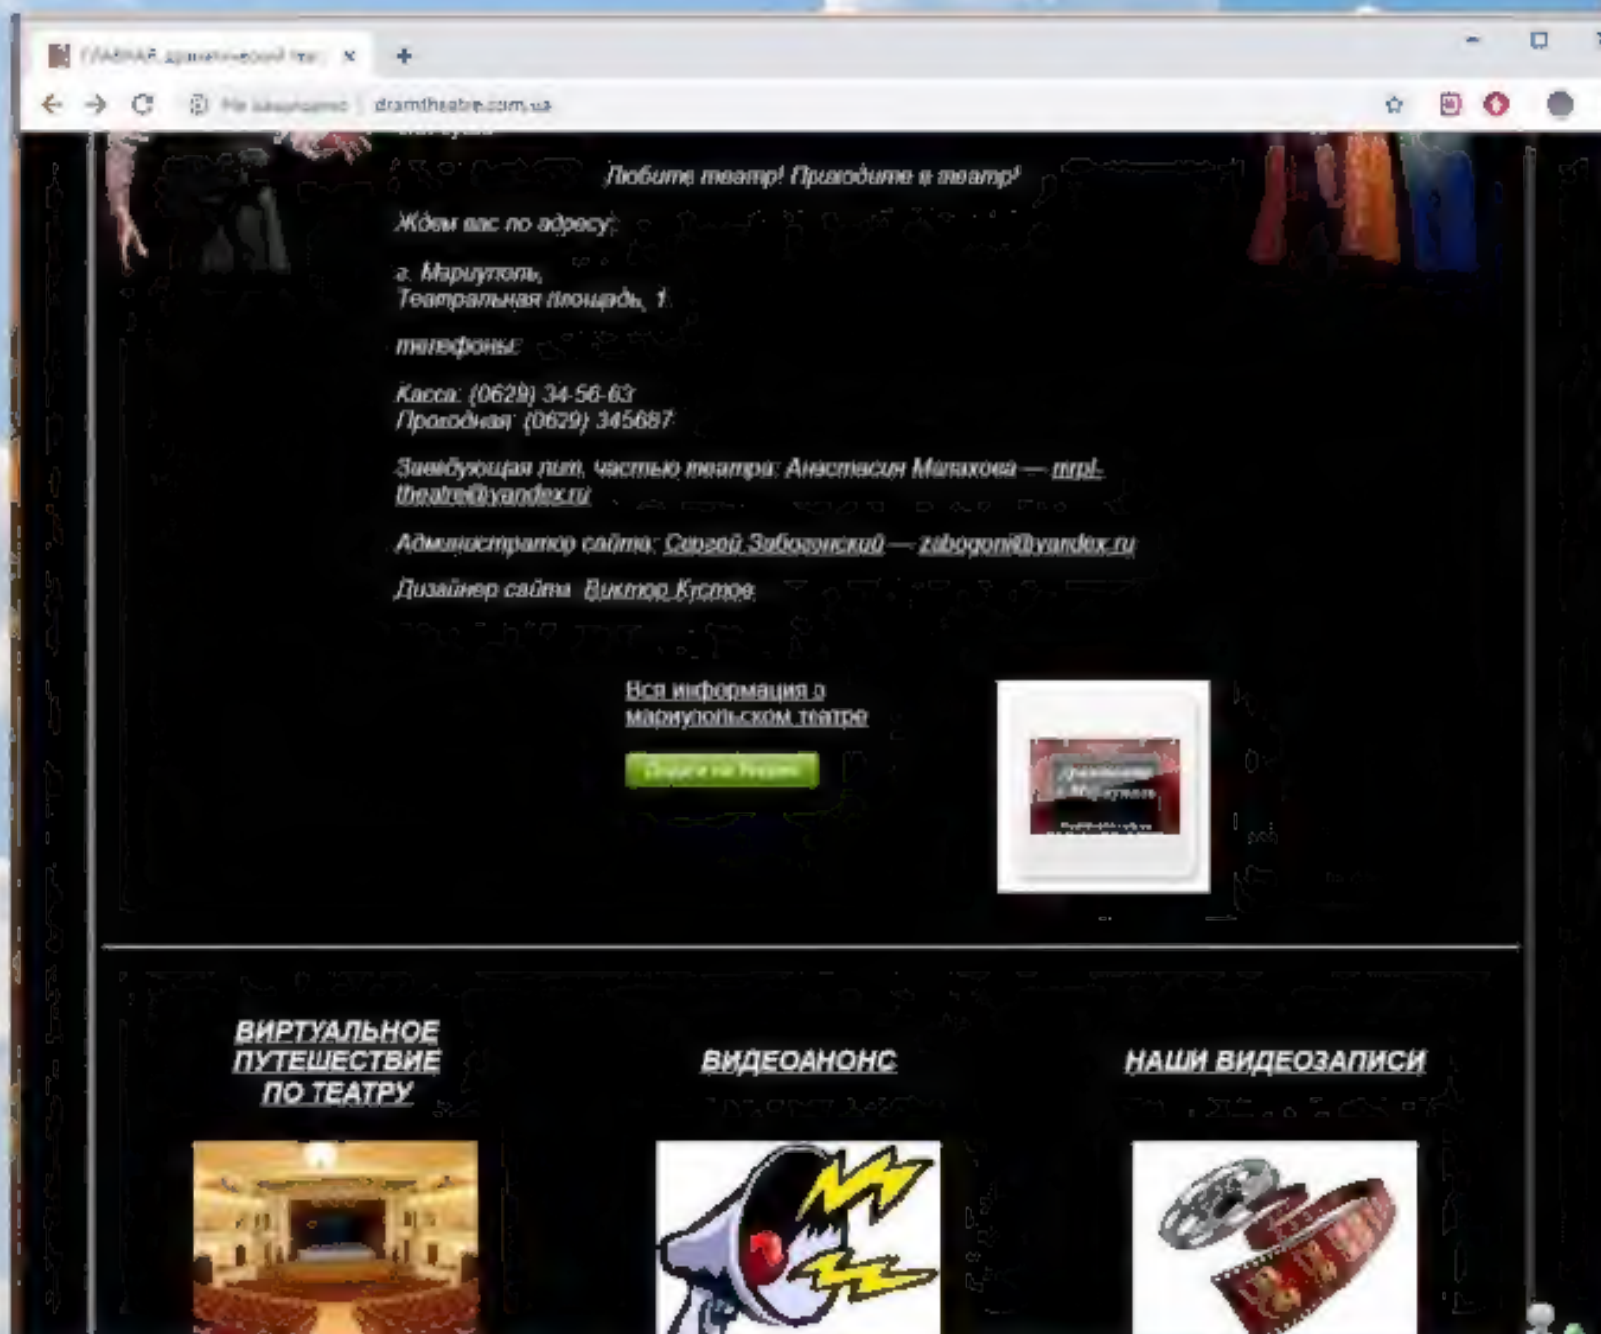 dramtheatre.com.ua
Любите театр! Приходите в театр!
Ждем вас по адресу:
г. Мариуполь,
Театральная площадь, 1.
телефоны:
Касса: (0629) 34-56-63
Проходная: (0629) 345687
Заведующая лит. частью театра: Анастасия Малахова — mrpl-
theatre@yandex.ru
Администратор сайта: Сергей Забогонский — zabogoni@yandex.ru
Дизайнер сайта: Виктор Кустов
Вся информация о
мариупольском театре
ВИРТУАЛЬНОЕ
ПУТЕШЕСТВИЕ
ПО ТЕАТРУ
ВИДЕОАНОНС
НАШИ ВИДЕОЗАПИСИ